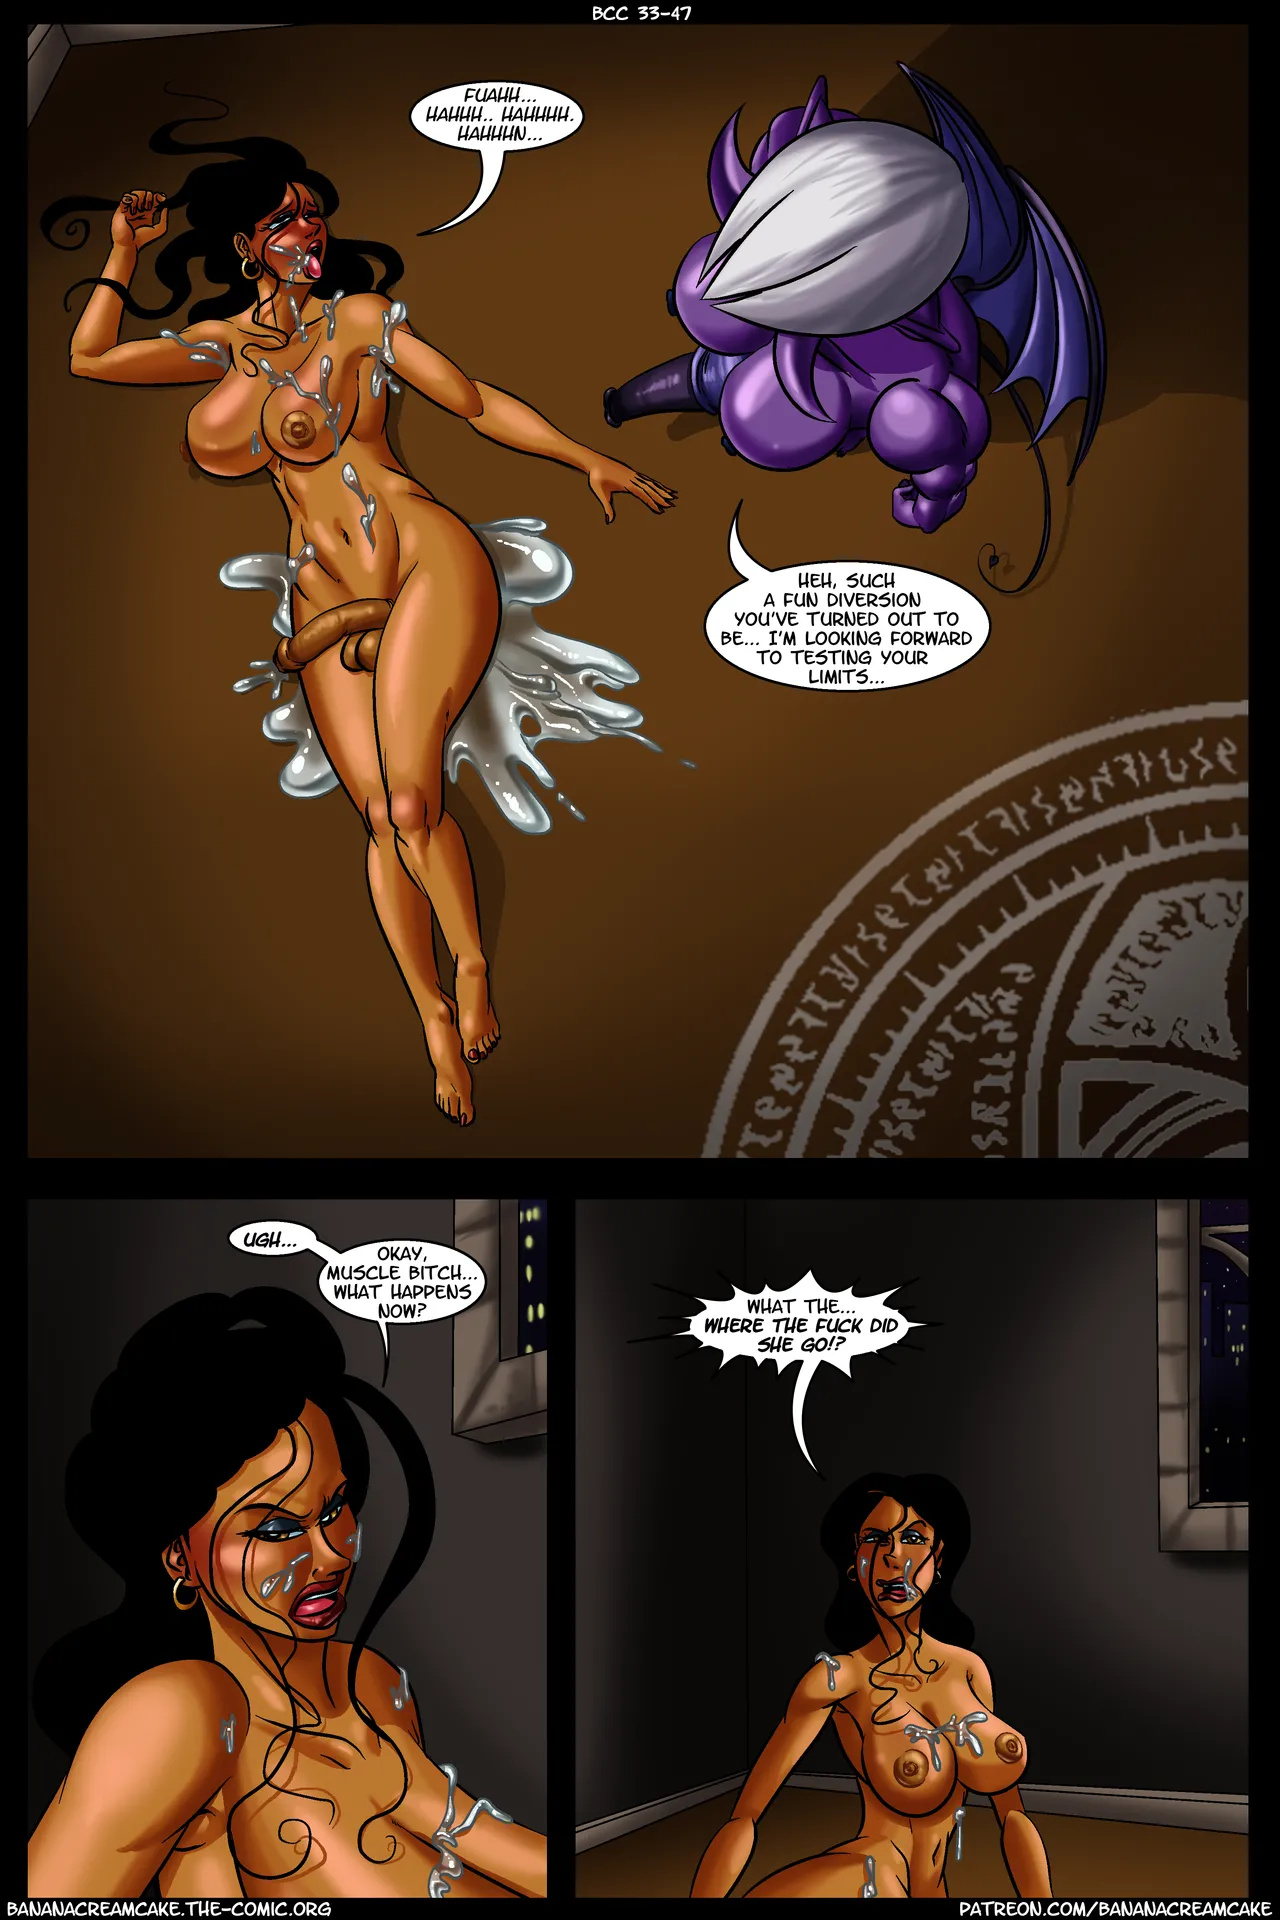 BCC 33-47
FUAHH...
HAHHH.. HAHHHH.
HAHHHN...
HEH, SUCH
A FUN DIVERSION
YOU'VE TURNED OUT TO
BE... I'M LOOKING FORWARD
TO TESTING YOUR
LIMITS...
UGH...
OKAY,
MUSCLE BITCH...
WHAT HAPPENS
NOW?
WHAT THE...
WHERE THE FUCK DID
SHE GO!?
BANANACREAMCAKE.THE-COMIC.ORG
PATREON.COM/BANANACREAMCAKE